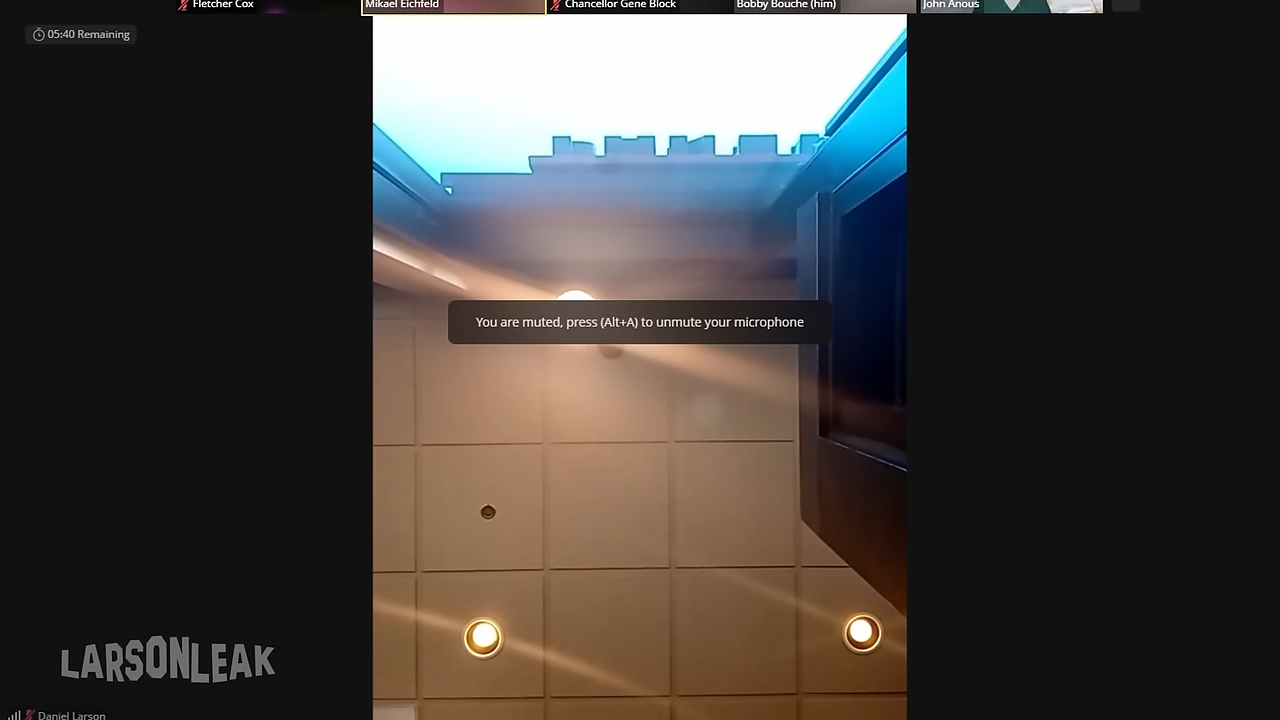 Fletcher Cox
Mikael Eichfeld
Chancellor Gene Block
Bobby Bouche (him)
John Anous
05:40 Remaining
You are muted, press (Alt+A) to unmute your microphone
LARSONLEAK
Daniel Larson